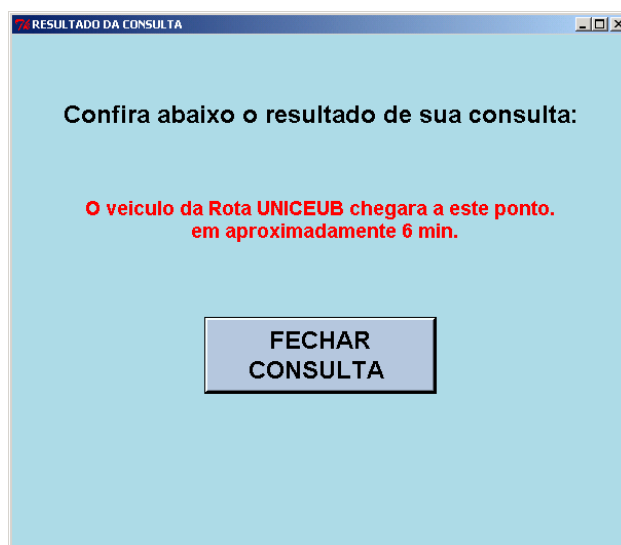 RESULTADO DA CONSULTA
Confira abaixo o resultado de sua consulta:
O veiculo da Rota UNICEUB chegara a este ponto.
em aproximadamente 6 min.
FECHAR
CONSULTA